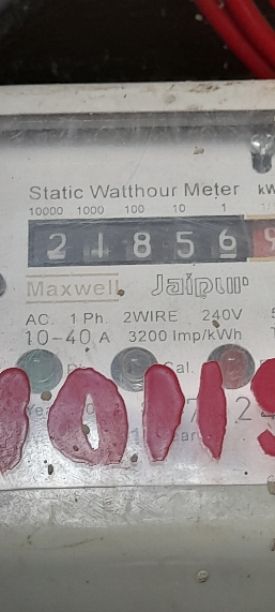 Static Watthour Meter kW
10000 1000 100 10 1
2 1 8 5 6
Maxwell Jaipur
AC. 1 Ph. 2WIRE 240V
10-40 A 3200 Imp/kWh
Cal.